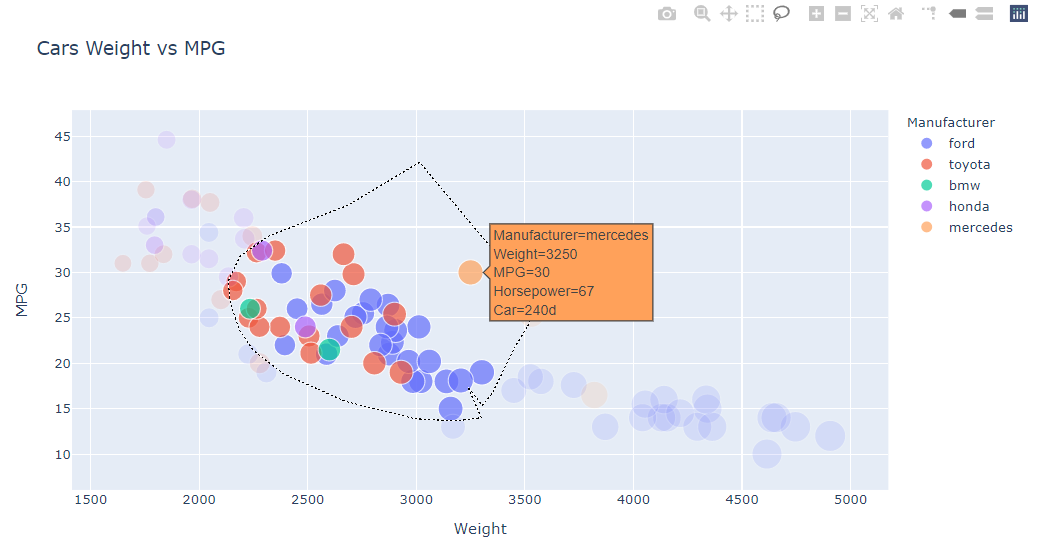 Cars Weight vs MPG
45
40
35
30
25
20
15
10
MPG
1500 2000 2500 3000 3500 4000 4500 5000
Weight
Manufacturer=mercedes
Weight=3250
MPG=30
Horsepower=67
Car=240d
Manufacturer
ford
toyota
bmw
honda
mercedes